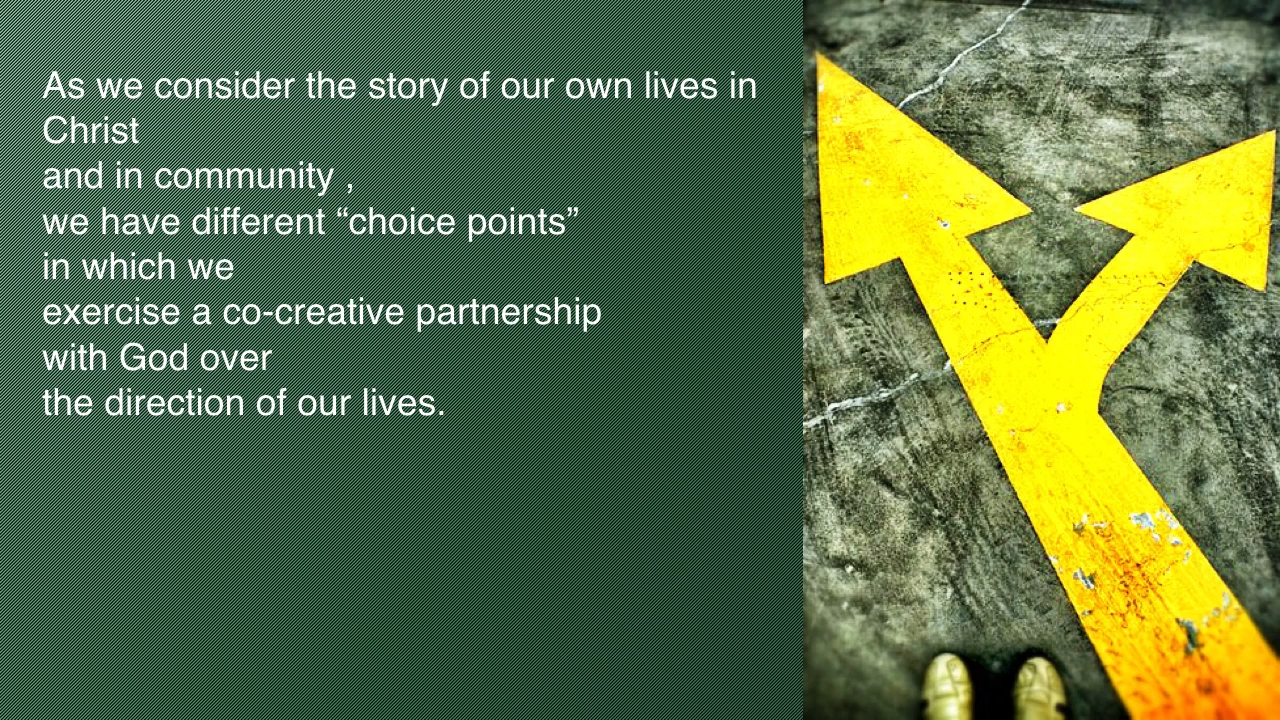 As we consider the story of our own lives in
Christ
and in community ,
we have different “choice points”
in which we
exercise a co-creative partnership
with God over
the direction of our lives.